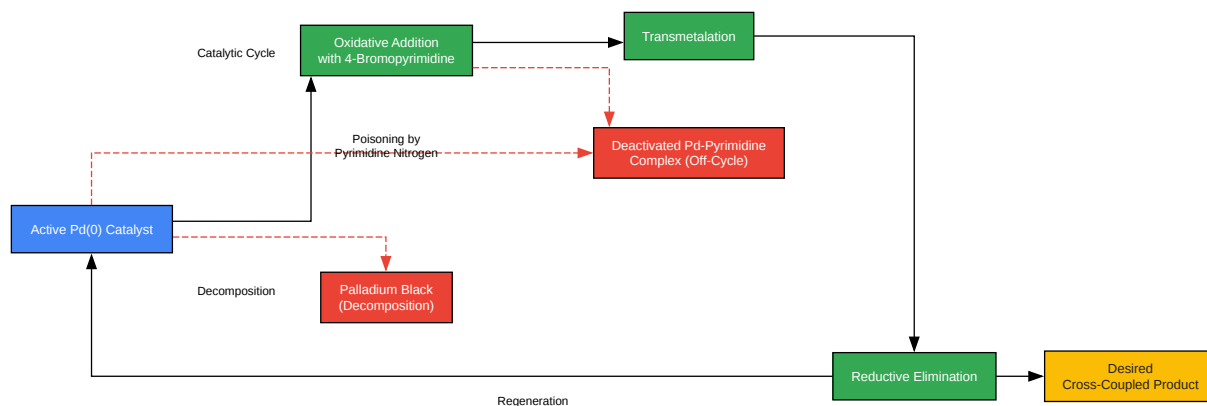 Oxidative Addition
with 4-Bromopyrimidine
Transmetalation
Catalytic Cycle
Poisoning by
Pyrimidine Nitrogen
Deactivated Pd-Pyrimidine
Complex (Off-Cycle)
Active Pd(0) Catalyst
Decomposition
Palladium Black
(Decomposition)
Reductive Elimination
Desired
Cross-Coupled Product
Regeneration